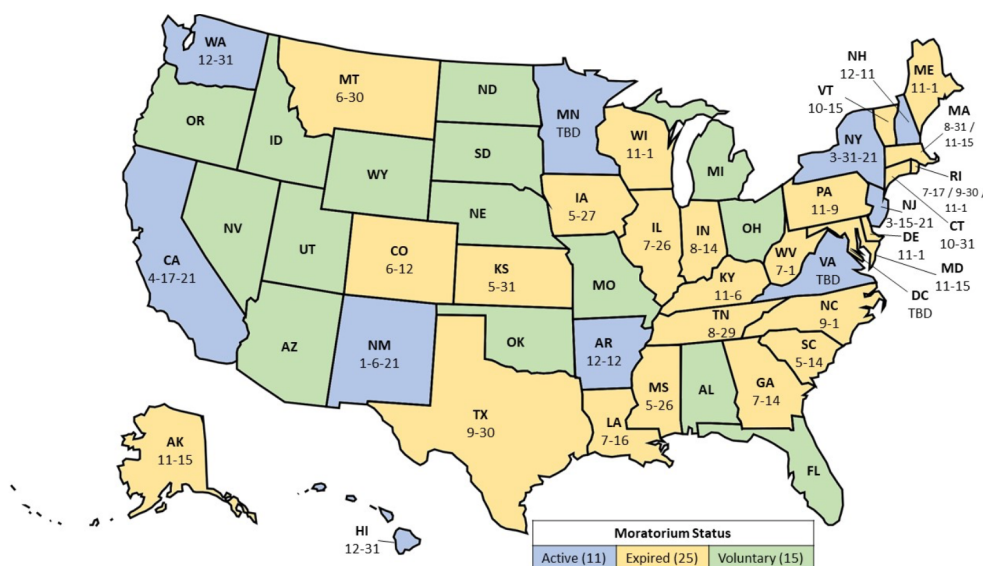 WA
12-31
OR
CA
4-17-21
NV
ID
MT
6-30
WY
UT
AZ
CO
6-12
NM
1-6-21
ND
SD
NE
KS
5-31
OK
TX
9-30
MN
TBD
IA
5-27
MO
AR
12-12
LA
7-16
WI
11-1
IL
7-26
MI
IN
8-14
OH
KY
11-6
TN
8-29
MS
5-26
AL
GA
7-14
FL
SC
5-14
NC
9-1
VA
TBD
WV
7-1
PA
11-9
NY
3-31-21
VT
10-15
NH
12-11
ME
11-1
MA
8-31 /
11-15
RI
7-17 / 9-30 /
11-1
CT
10-31
NJ
3-15-21
DE
11-1
MD
11-15
DC
TBD
AK
11-15
HI
12-31
Moratorium Status
Active (11) Expired (25) Voluntary (15)